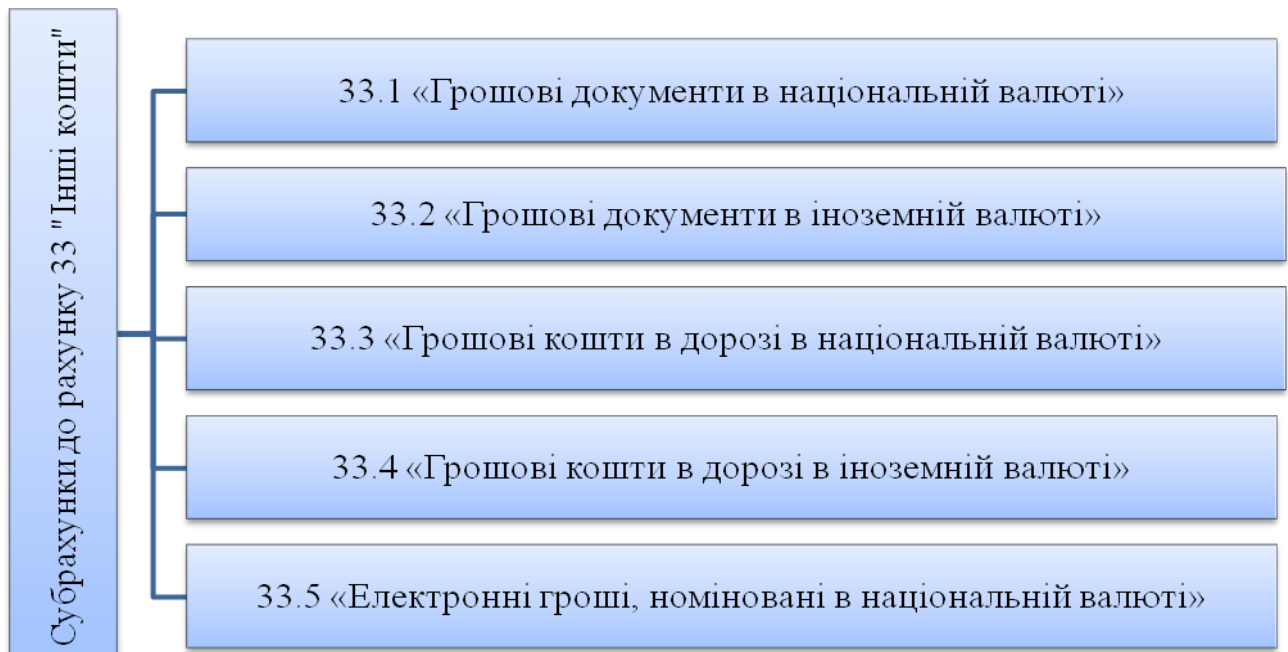 Субрахунки до рахунку 33 "Інші кошти"
33.1 «Грошові документи в національній валюті»
33.2 «Грошові документи в іноземній валюті»
33.3 «Грошові кошти в дорозі в національній валюті»
33.4 «Грошові кошти в дорозі в іноземній валюті»
33.5 «Електронні гроші, номіновані в національній валюті»